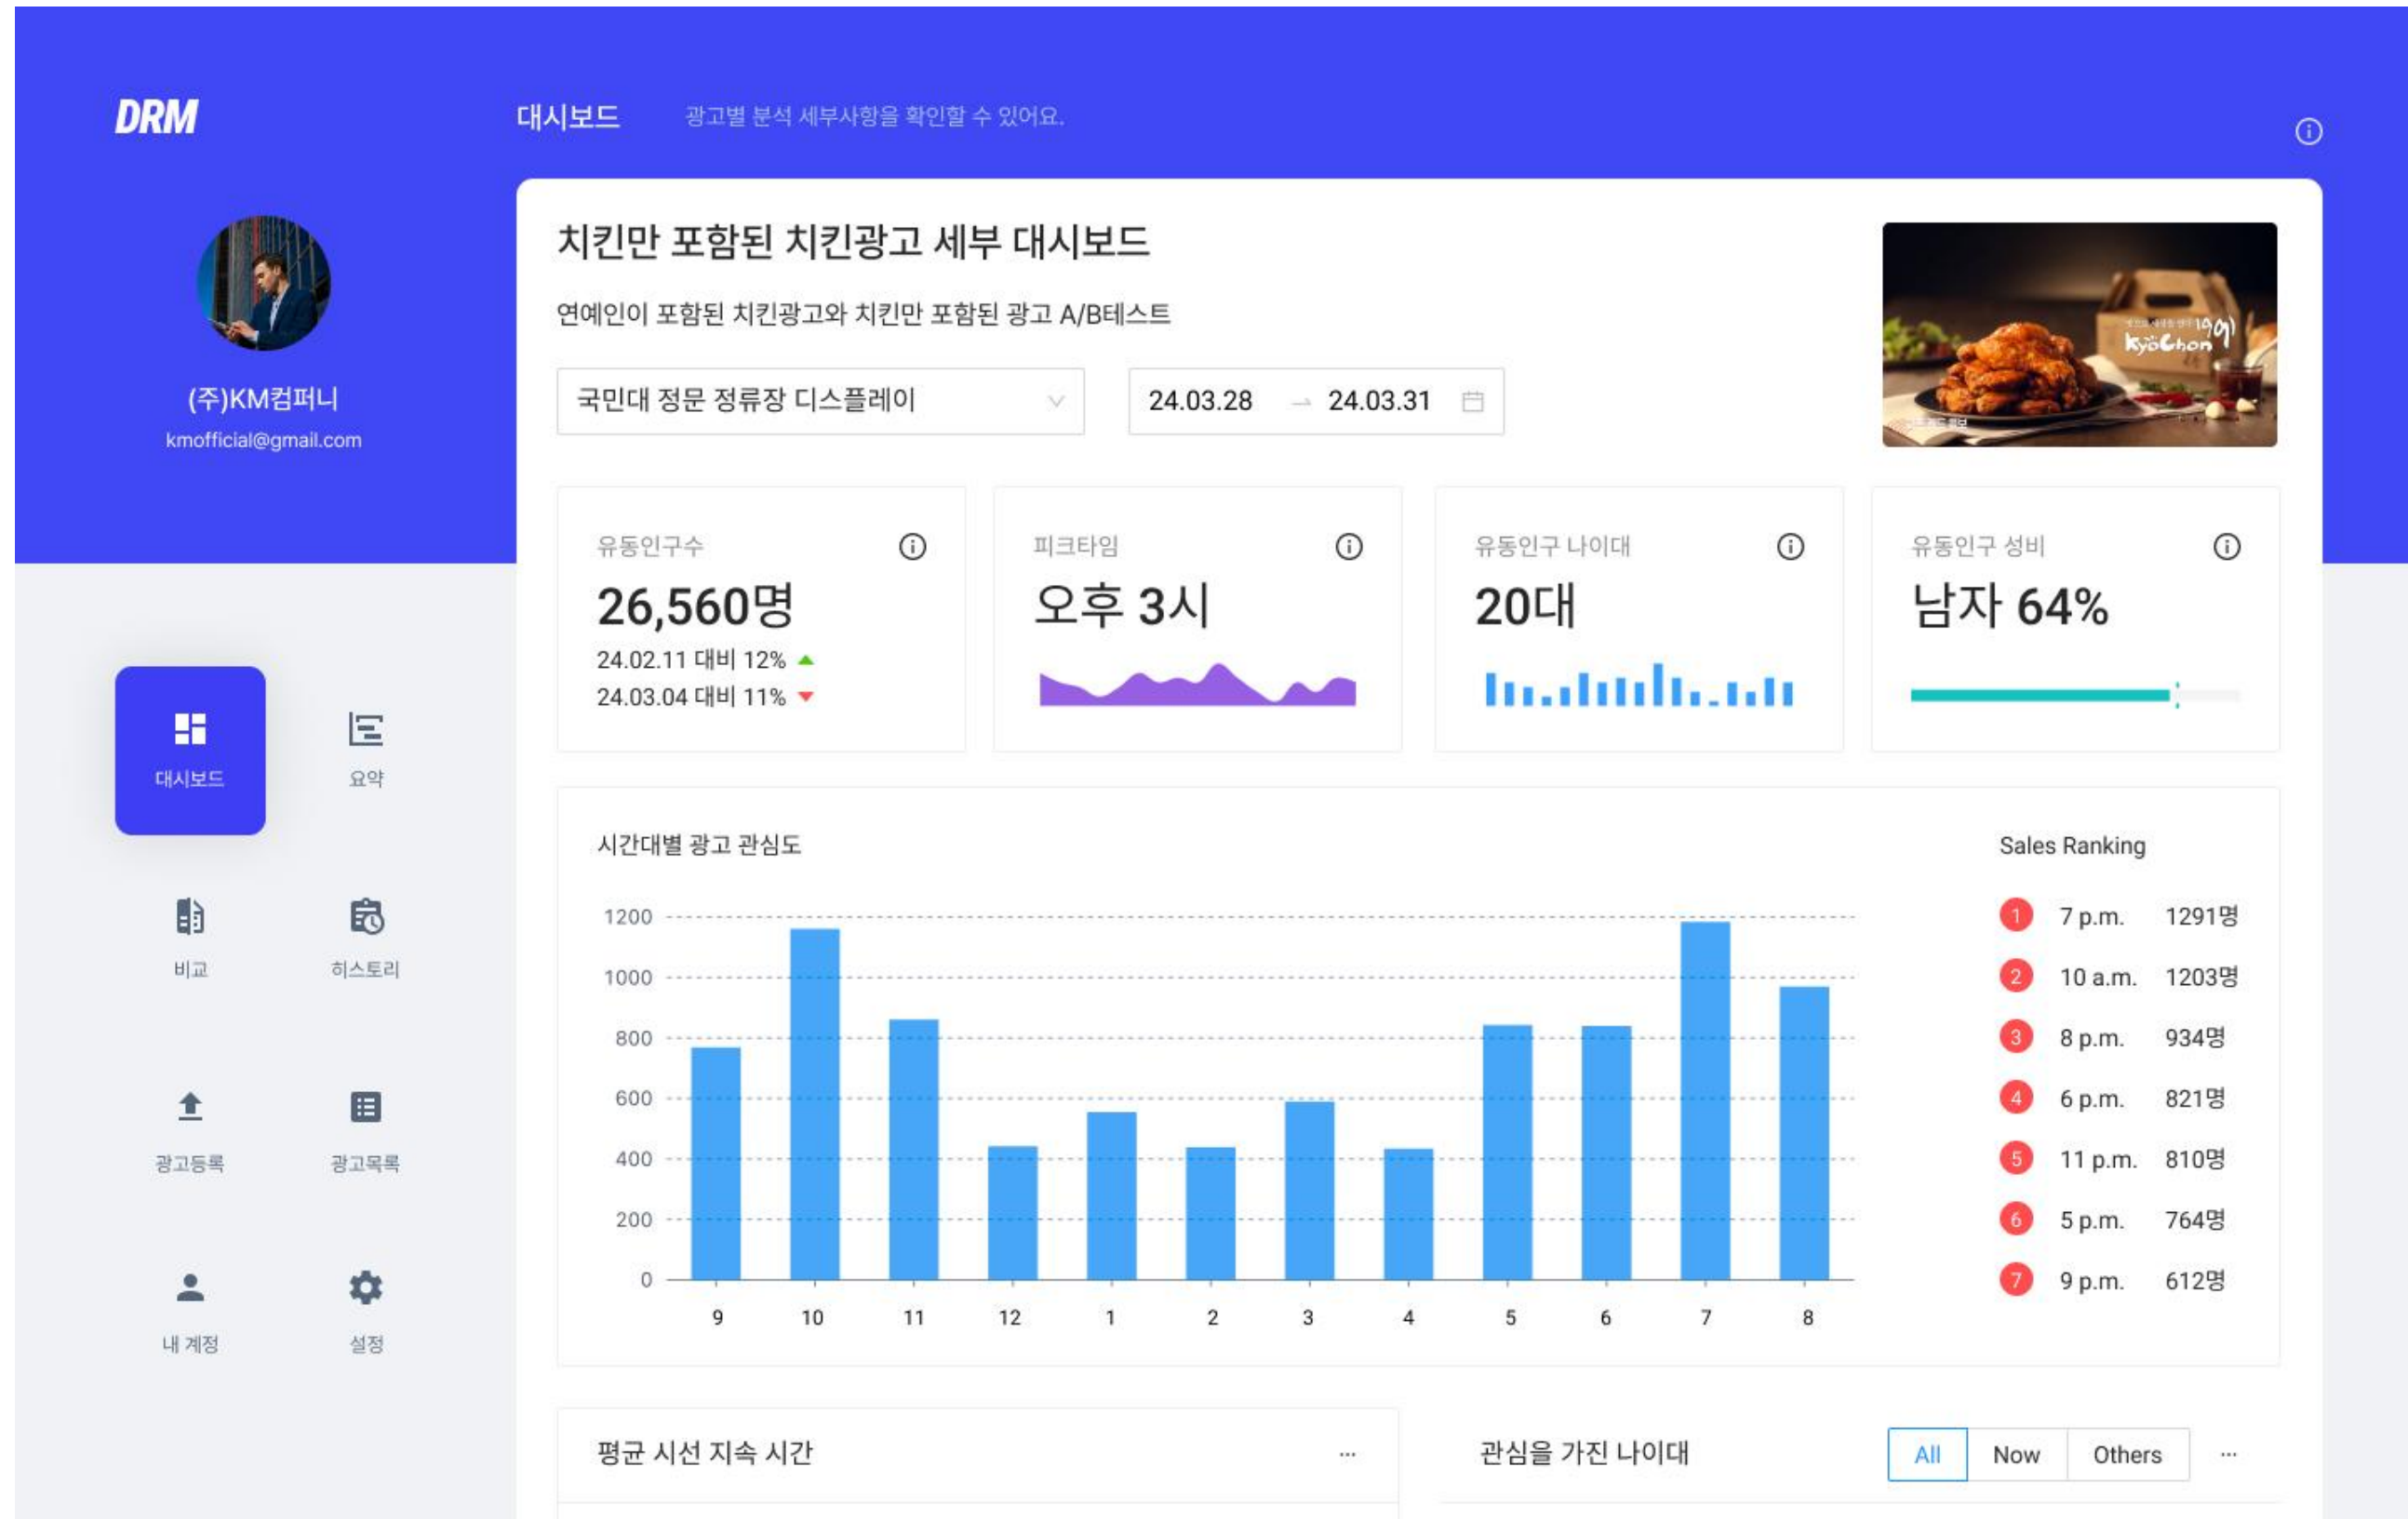 DRM
대시보드 광고별 분석 세부사항을 확인할 수 있어요.
(주)KM컴퍼니
kmofficial@gmail.com
대시보드
요약
비교
히스토리
광고등록
광고목록
내 계정
설정
치킨만 포함된 치킨광고 세부 대시보드
연예인이 포함된 치킨광고와 치킨만 포함된 광고 A/B테스트
국민대 정문 정류장 디스플레이
24.03.28 → 24.03.31
kyochon
유동인구수
26,560명
24.02.11 대비 12%
24.03.04 대비 11%
피크타임
오후 3시
유동인구 나이대
20대
유동인구 성비
남자 64%
시간대별 광고 관심도
1200
1000
800
600
400
200
0
9 10 11 12 1 2 3 4 5 6 7 8
Sales Ranking
1 7 p.m. 1291명
2 10 a.m. 1203명
3 8 p.m. 934명
4 6 p.m. 821명
5 11 p.m. 810명
6 5 p.m. 764명
7 9 p.m. 612명
평균 시선 지속 시간 ...
관심을 가진 나이대 All Now Others ...